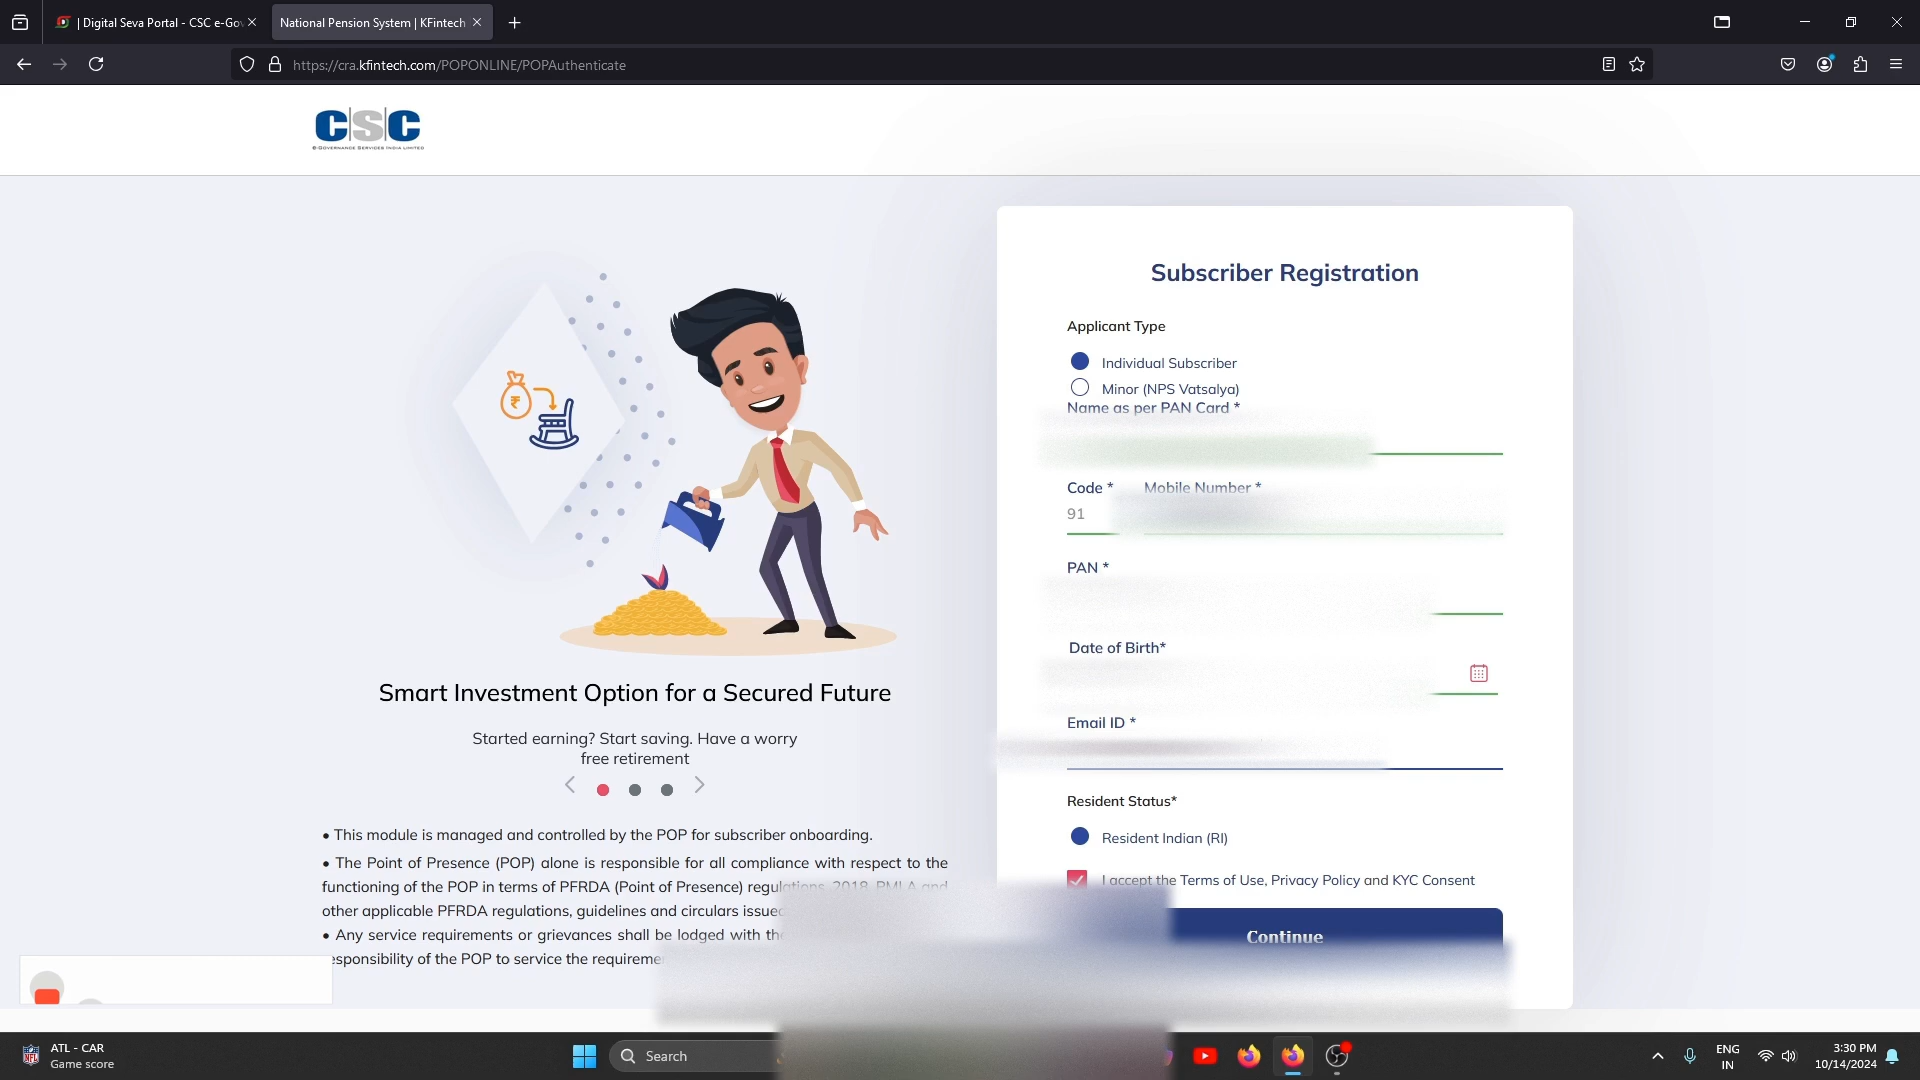 | Digital Seva Portal - CSC e-Gov
National Pension System | KFintech
https://cra.kfintech.com/POPONLINE/POPAuthenticate
CSC
e-Governance Services India Limited
Subscriber Registration
Applicant Type
Individual Subscriber
Minor (NPS Vatsalya)
Name as per PAN Card *
Code * Mobile Number *
91
PAN *
Date of Birth*
Email ID *
Resident Status*
Resident Indian (RI)
I accept the Terms of Use, Privacy Policy and KYC Consent
Continue
₹
Smart Investment Option for a Secured Future
Started earning? Start saving. Have a worry
free retirement
• This module is managed and controlled by the POP for subscriber onboarding.
• The Point of Presence (POP) alone is responsible for all compliance with respect to the
functioning of the POP in terms of PFRDA (Point of Presence) regulations, 2018, PMLA and
other applicable PFRDA regulations, guidelines and circulars issued
• Any service requirements or grievances shall be lodged with the
responsibility of the POP to service the
ATL - CAR
Game score
Search
ENG
IN
3:30 PM
10/14/2024